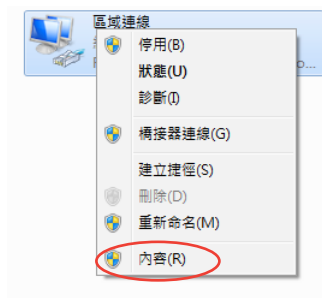 區域連線
停用(B)
狀態(U)
診斷(I)
橋接器連線(G)
建立捷徑(S)
刪除(D)
重新命名(M)
內容(R)